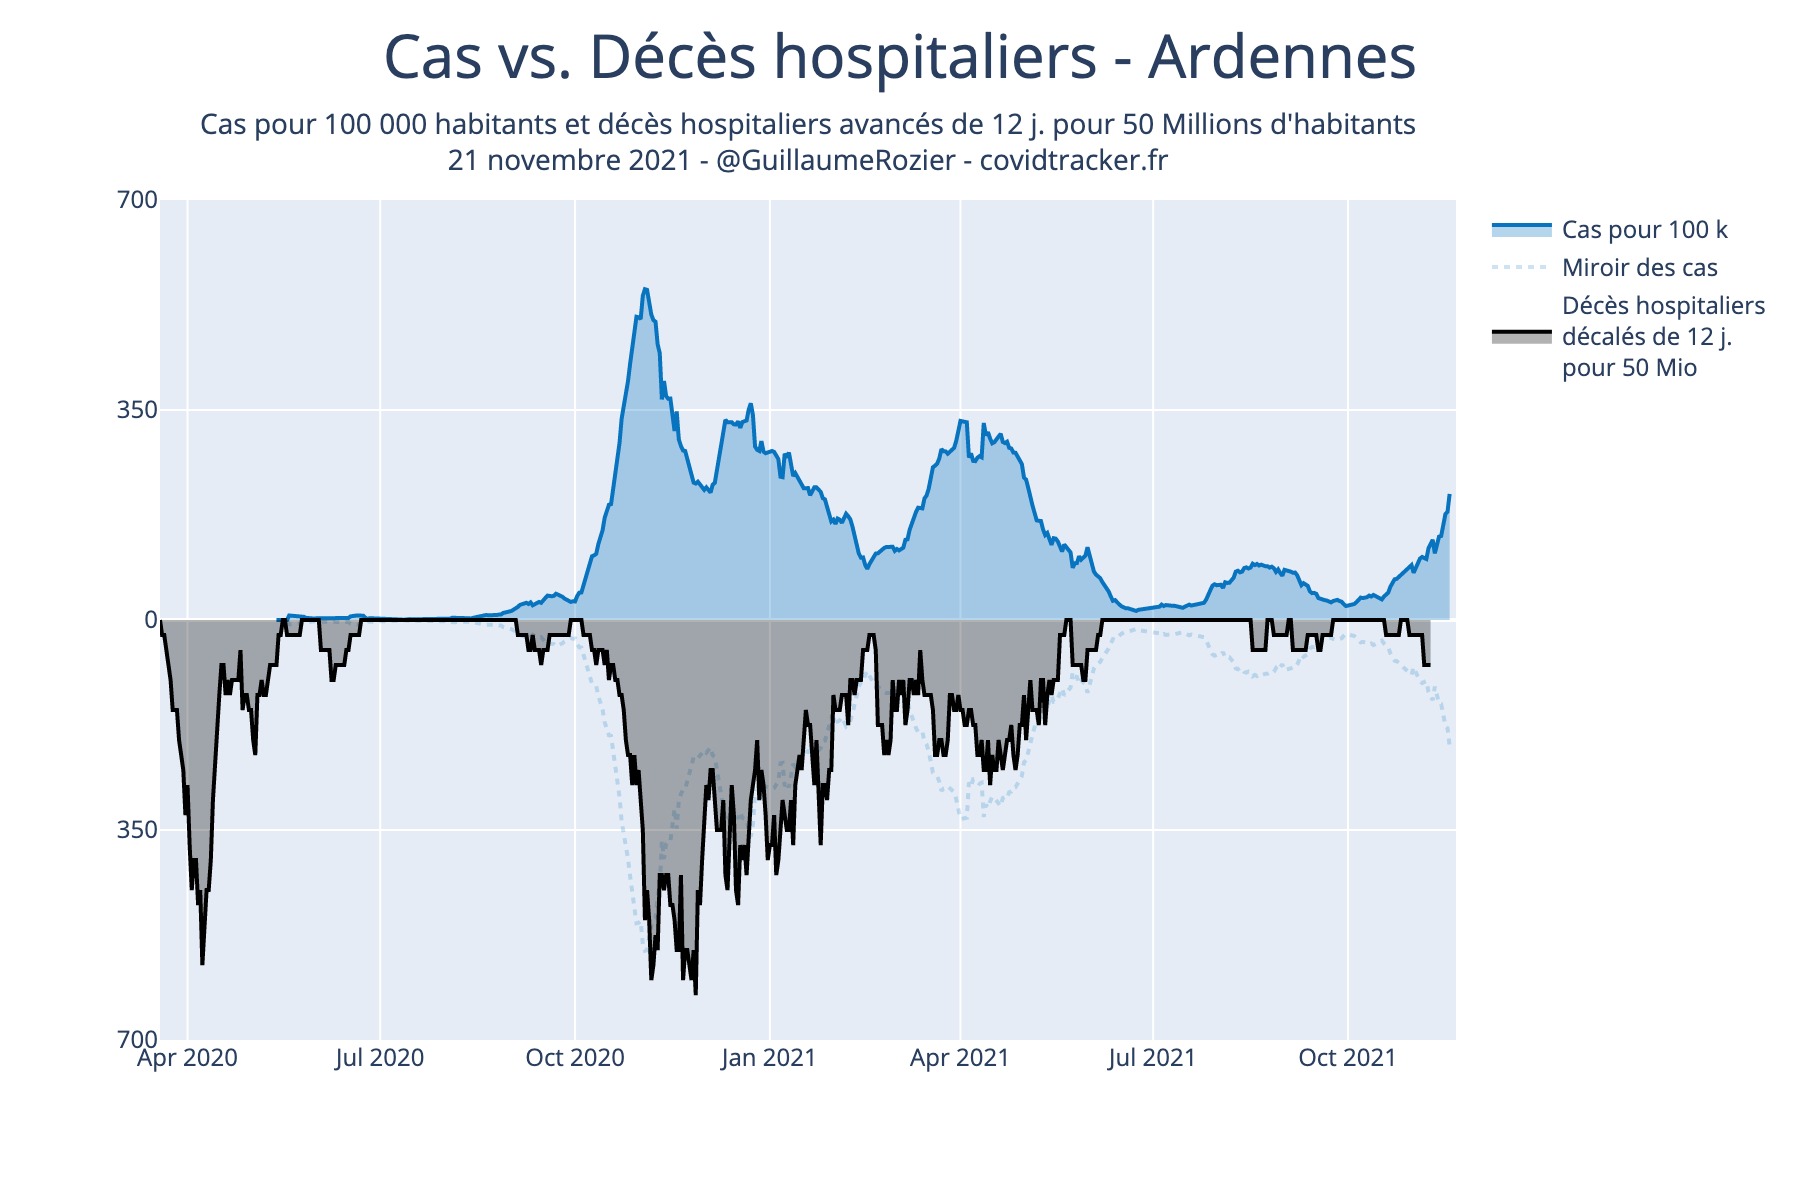 Cas vs. Décès hospitaliers - Ardennes
Cas pour 100 000 habitants et décès hospitaliers avancés de 12 j. pour 50 Millions d'habitants
21 novembre 2021 - @GuillaumeRozier - covidtracker.fr
700
350
0
350
700
Apr 2020
Jul 2020
Oct 2020
Jan 2021
Apr 2021
Jul 2021
Oct 2021
Cas pour 100 k
Miroir des cas
Décès hospitaliers
décalés de 12 j.
pour 50 Mio